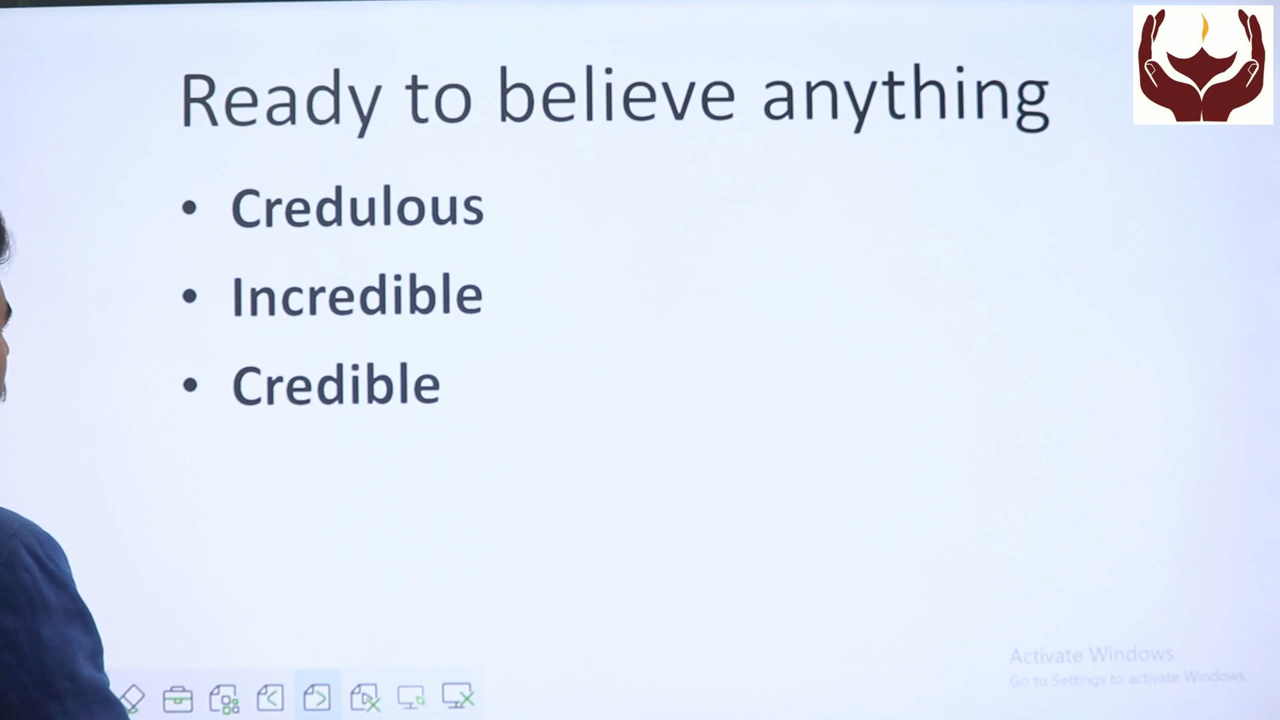 Ready to believe anything
• Credulous
• Incredible
• Credible
Activate Windows
Go to Settings to activate Windows.